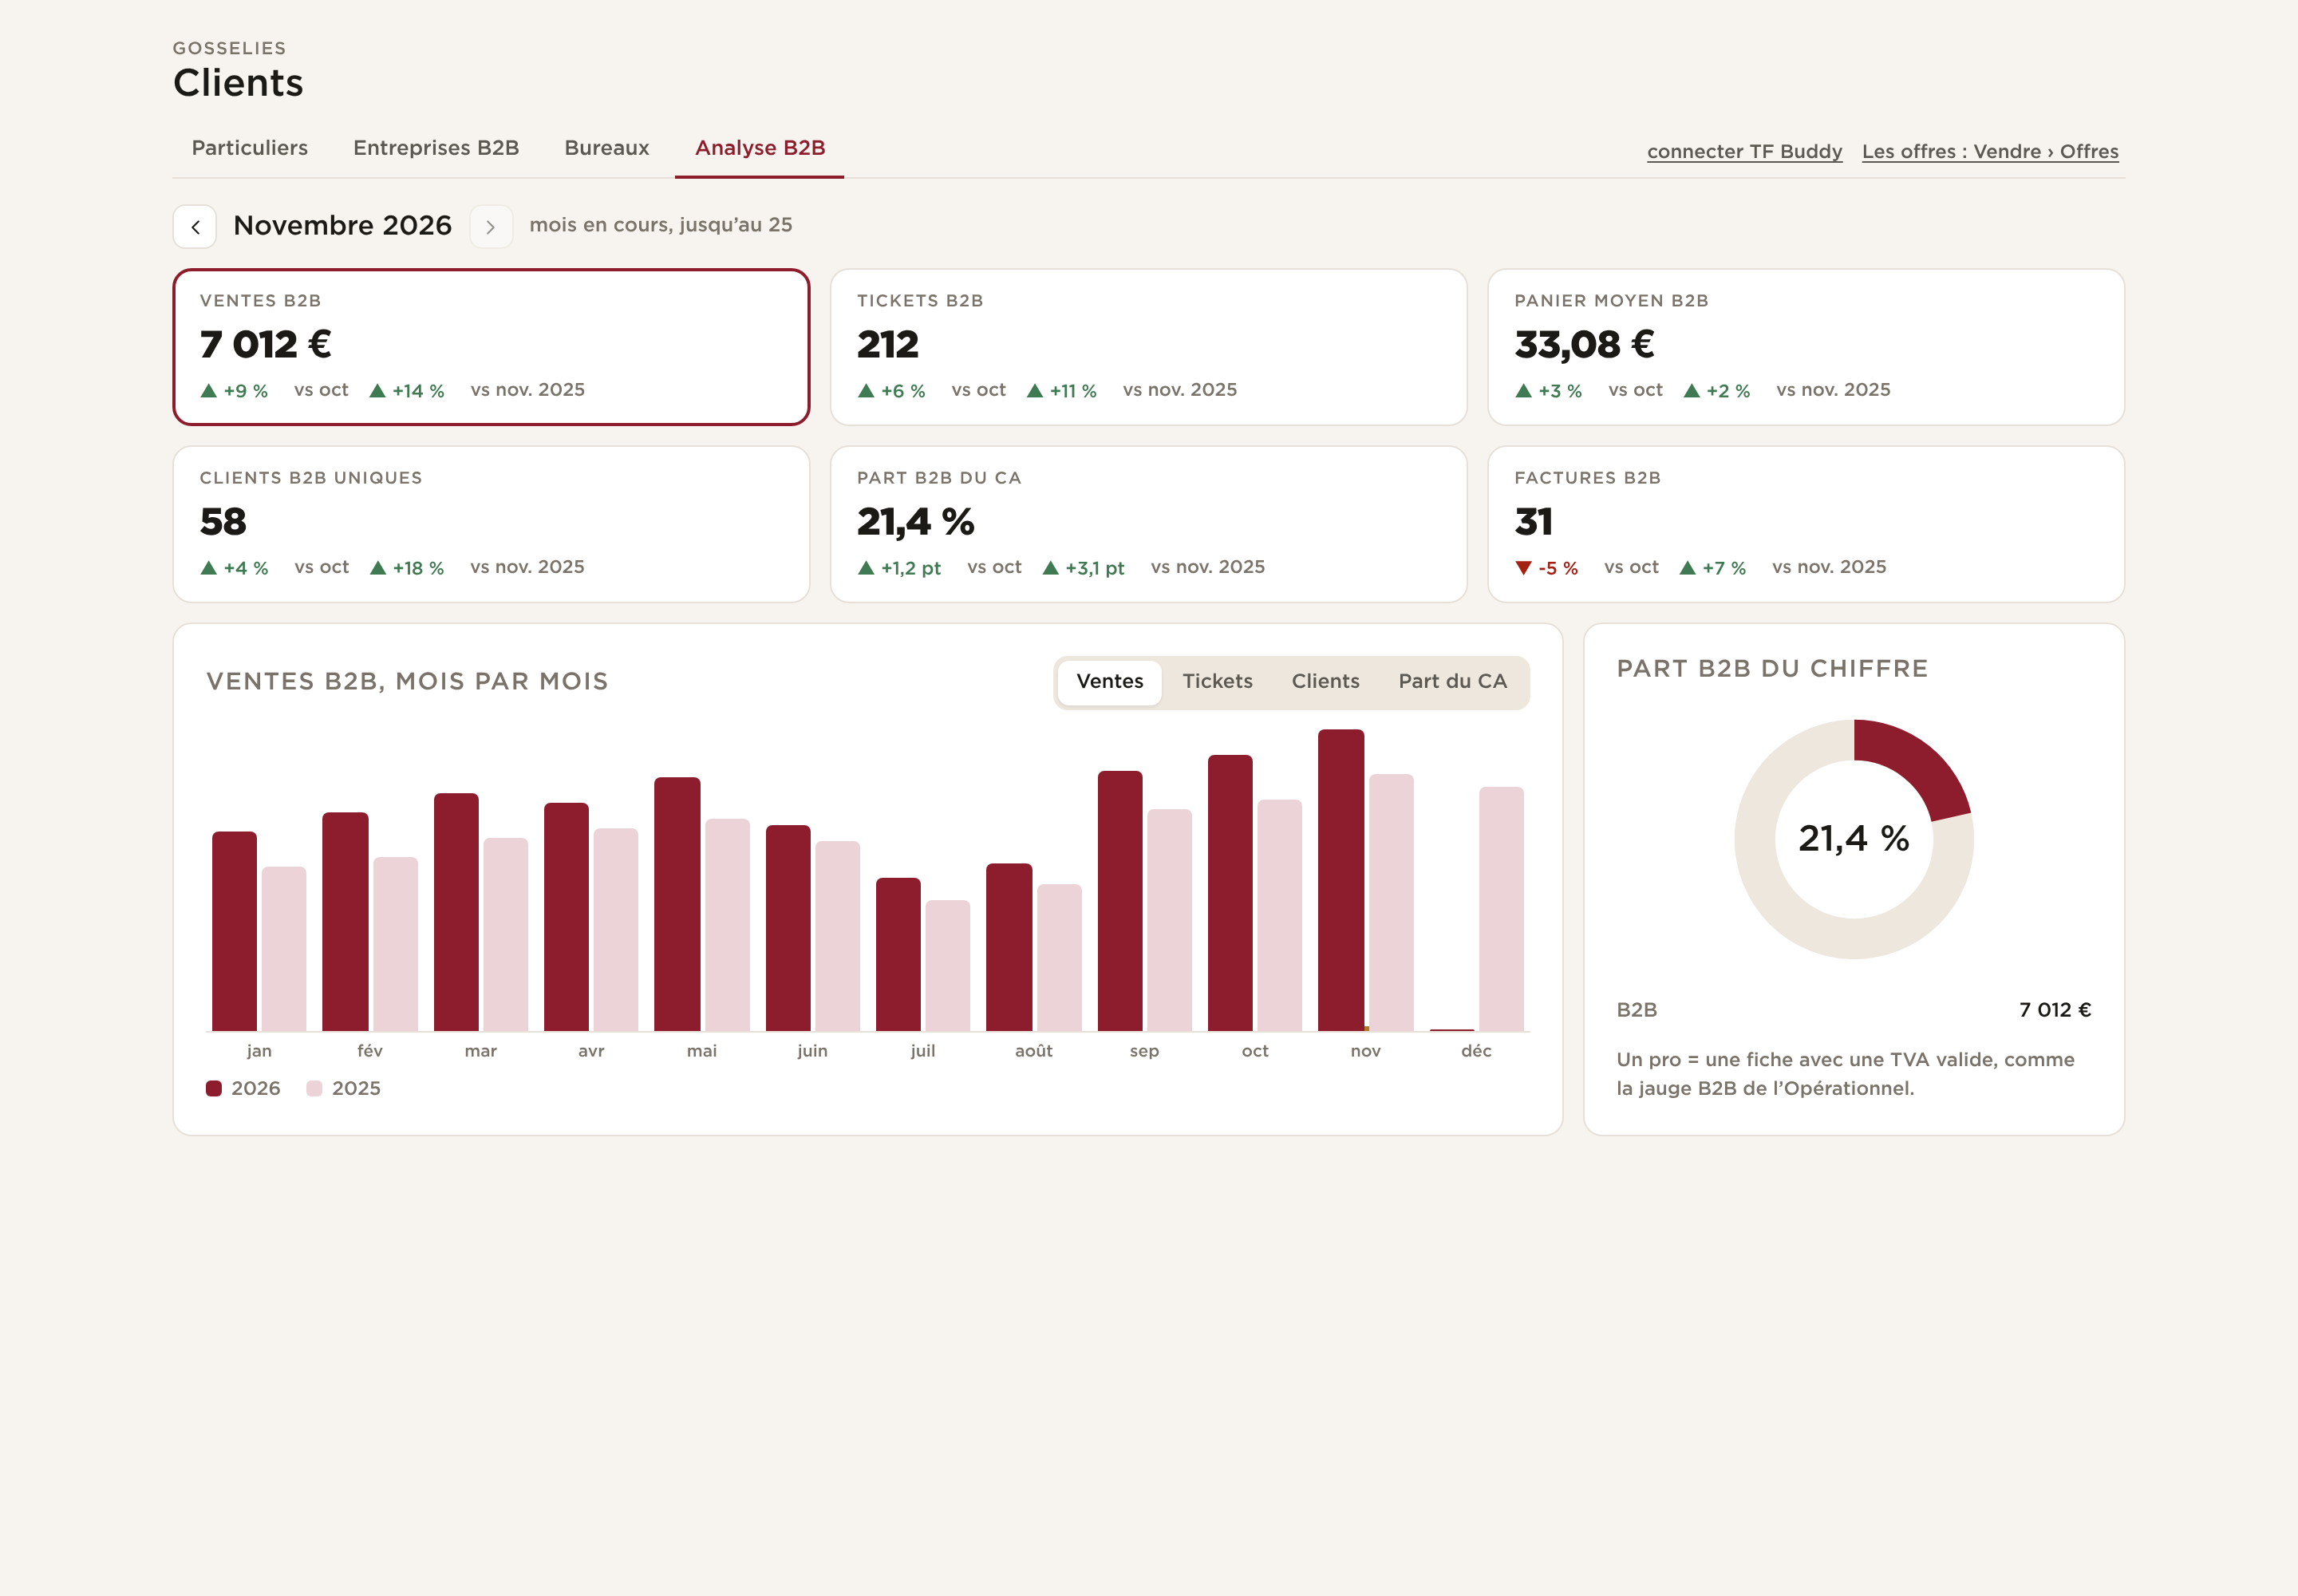 GOSSELIES
Clients
Particuliers Entreprises B2B Bureaux Analyse B2B connecter TF Buddy Les offres : Vendre › Offres
Novembre 2026 mois en cours, jusqu’au 25
VENTES B2B
7 012 €
+9 % vs oct +14 % vs nov. 2025
TICKETS B2B
212
+6 % vs oct +11 % vs nov. 2025
PANIER MOYEN B2B
33,08 €
+3 % vs oct +2 % vs nov. 2025
CLIENTS B2B UNIQUES
58
+4 % vs oct +18 % vs nov. 2025
PART B2B DU CA
21,4 %
+1,2 pt vs oct +3,1 pt vs nov. 2025
FACTURES B2B
31
-5 % vs oct +7 % vs nov. 2025
VENTES B2B, MOIS PAR MOIS
Ventes Tickets Clients Part du CA
jan fév mar avr mai juin juil août sep oct nov déc
2026 2025
PART B2B DU CHIFFRE
21,4 %
B2B 7 012 €
Un pro = une fiche avec une TVA valide, comme
la jauge B2B de l’Opérationnel.